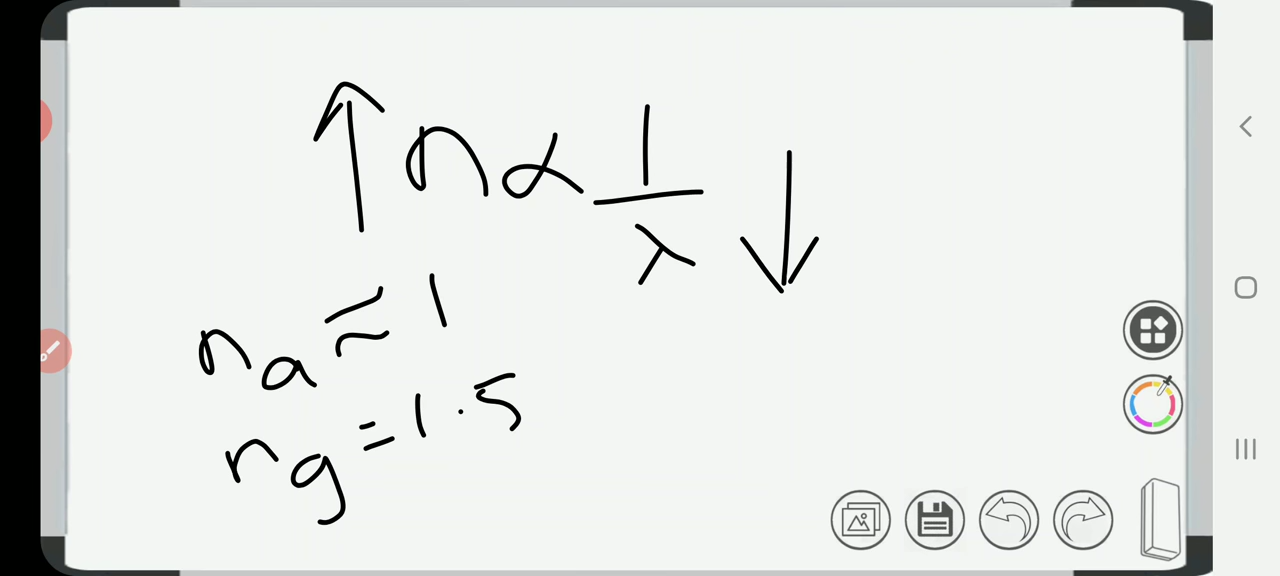 ↑ n ∝ 1/λ ↓
na ≈ 1
ng = 1.5